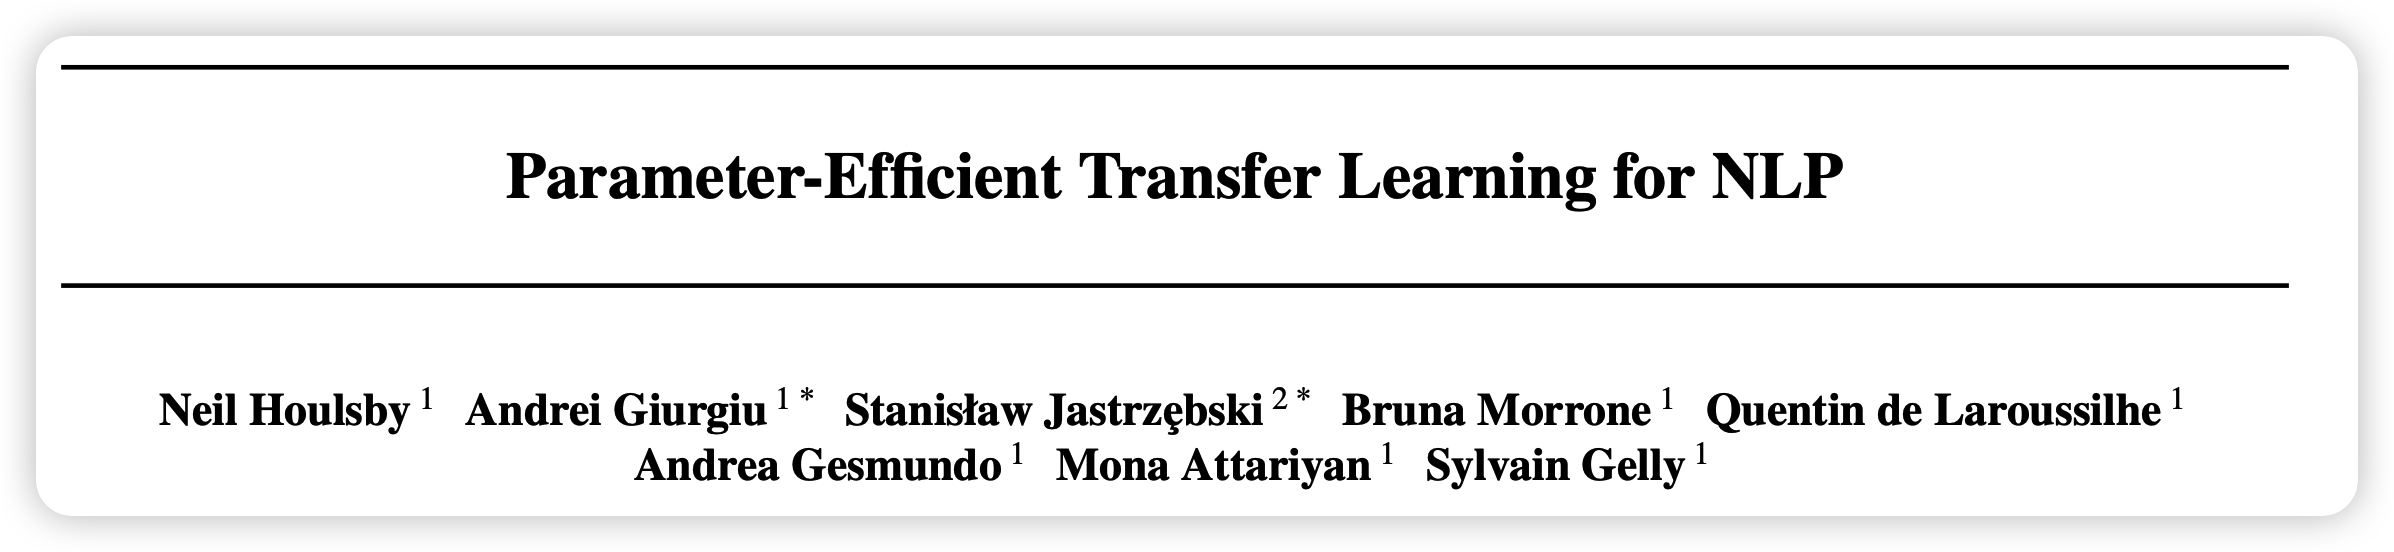 Parameter-Efficient Transfer Learning for NLP
Neil Houlsby 1 Andrei Giurgiu 1 * Stanisław Jastrzębski 2 * Bruna Morrone 1 Quentin de Laroussilhe 1
Andrea Gesmundo 1 Mona Attariyan 1 Sylvain Gelly 1